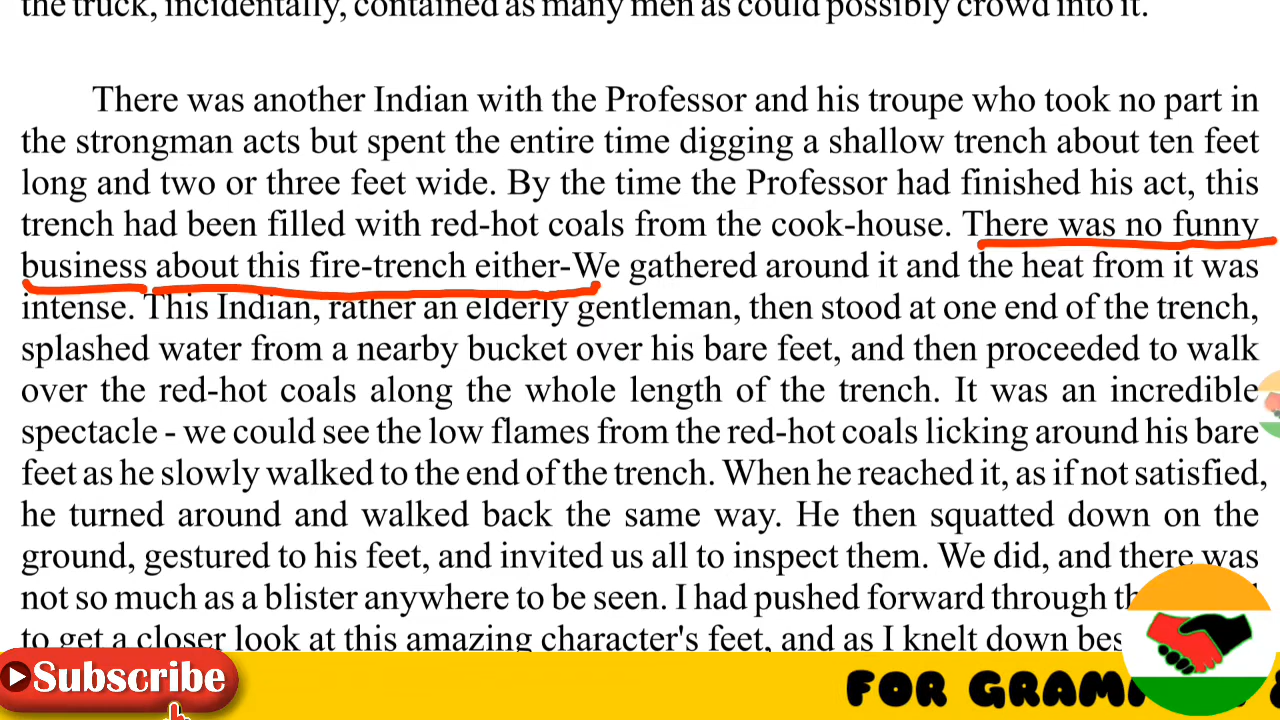 the truck, incidentally, contained as many men as could possibly crowd into it.
There was another Indian with the Professor and his troupe who took no part in
the strongman acts but spent the entire time digging a shallow trench about ten feet
long and two or three feet wide. By the time the Professor had finished his act, this
trench had been filled with red-hot coals from the cook-house. There was no funny
business about this fire-trench either-We gathered around it and the heat from it was
intense. This Indian, rather an elderly gentleman, then stood at one end of the trench,
splashed water from a nearby bucket over his bare feet, and then proceeded to walk
over the red-hot coals along the whole length of the trench. It was an incredible
spectacle - we could see the low flames from the red-hot coals licking around his bare
feet as he slowly walked to the end of the trench. When he reached it, as if not satisfied,
he turned around and walked back the same way. He then squatted down on the
ground, gestured to his feet, and invited us all to inspect them. We did, and there was
not so much as a blister anywhere to be seen. I had pushed forward through
to get a closer look at this amazing character's feet, and as I knelt down
Subscribe
FOR